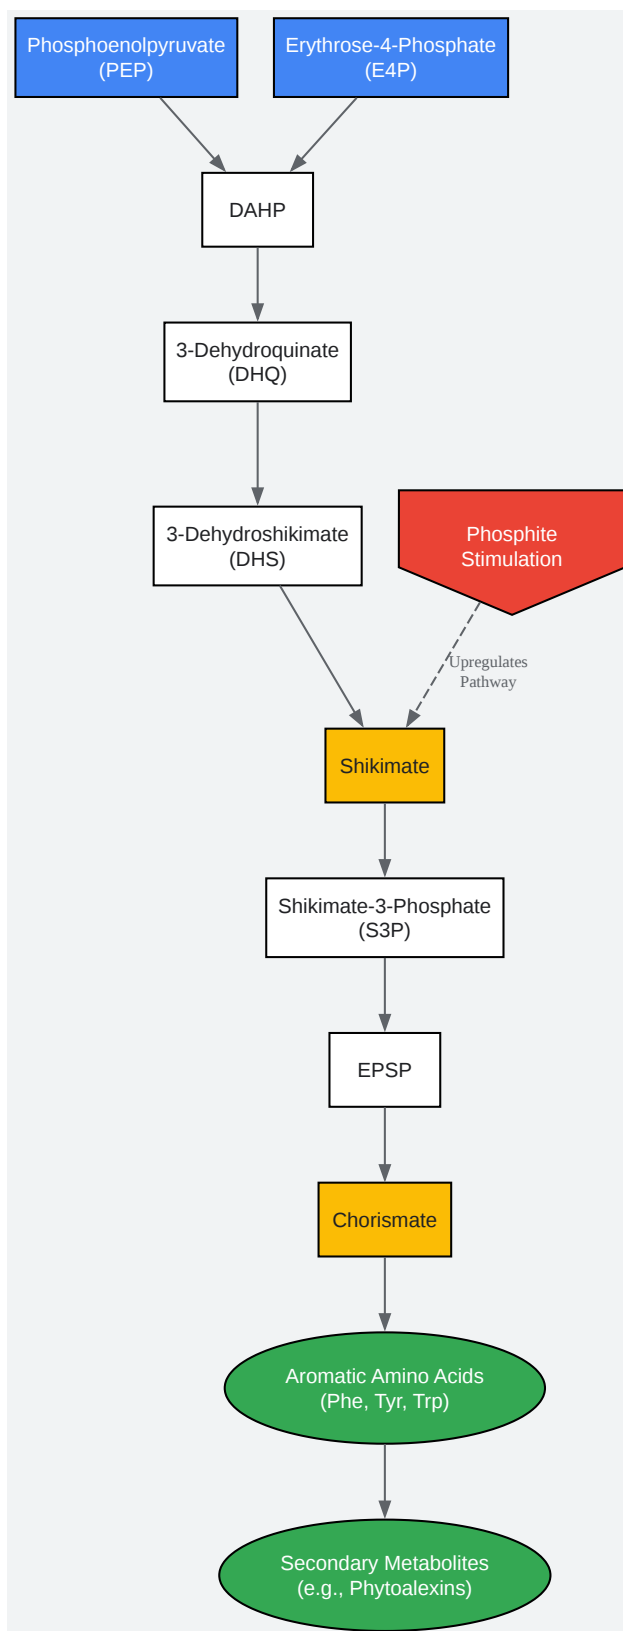 Phosphoenolpyruvate
(PEP)
Erythrose-4-Phosphate
(E4P)
DAHP
3-Dehydroquinate
(DHQ)
3-Dehydroshikimate
(DHS)
Phosphite
Stimulation
Upregulates
Pathway
Shikimate
Shikimate-3-Phosphate
(S3P)
EPSP
Chorismate
Aromatic Amino Acids
(Phe, Tyr, Trp)
Secondary Metabolites
(e.g., Phytoalexins)